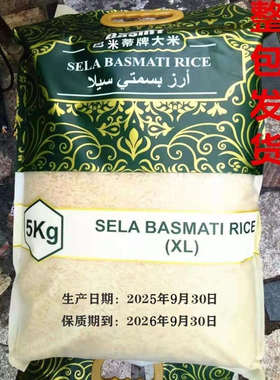 米蒂牌大米
SELA BASMATI RICE
أرز بسمتي سيلا
5Kg
SELA BASMATI RICE
(XL)
生产日期：2025年9月30日
保质期到：2026年9月30日
整包发货